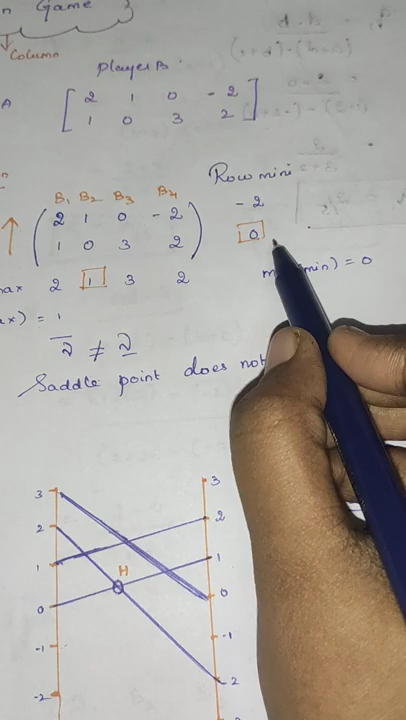 n Game }
Column
Player B.
A [ 2 1 0 -2
1 0 3 2 ]
B1 B2 B3 B4 Row mini
( 2 1 0 -2 ) -2
1 0 3 2 0
max 2 1 3 2 min) = 0
x) = 1
v̄ ≠ v̲
Saddle point does not
3 3
2 2
1 1
H
0 0
-1 -1
-2 -2